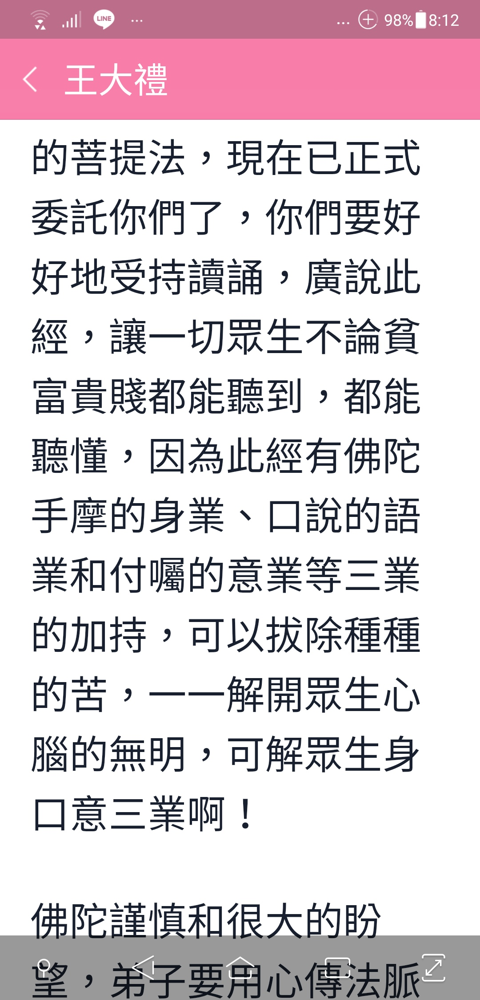 LINE
98%
8:12
王大禮
的菩提法，現在已正式
委託你們了，你們要好
好地受持讀誦，廣說此
經，讓一切眾生不論貧
富貴賤都能聽到，都能
聽懂，因為此經有佛陀
手摩的身業、口說的語
業和付囑的意業等三業
的加持，可以拔除種種
的苦，一一解開眾生心
腦的無明，可解眾生身
口意三業啊！
佛陀謹慎和很大的盼
望，弟子要用心傳法脈